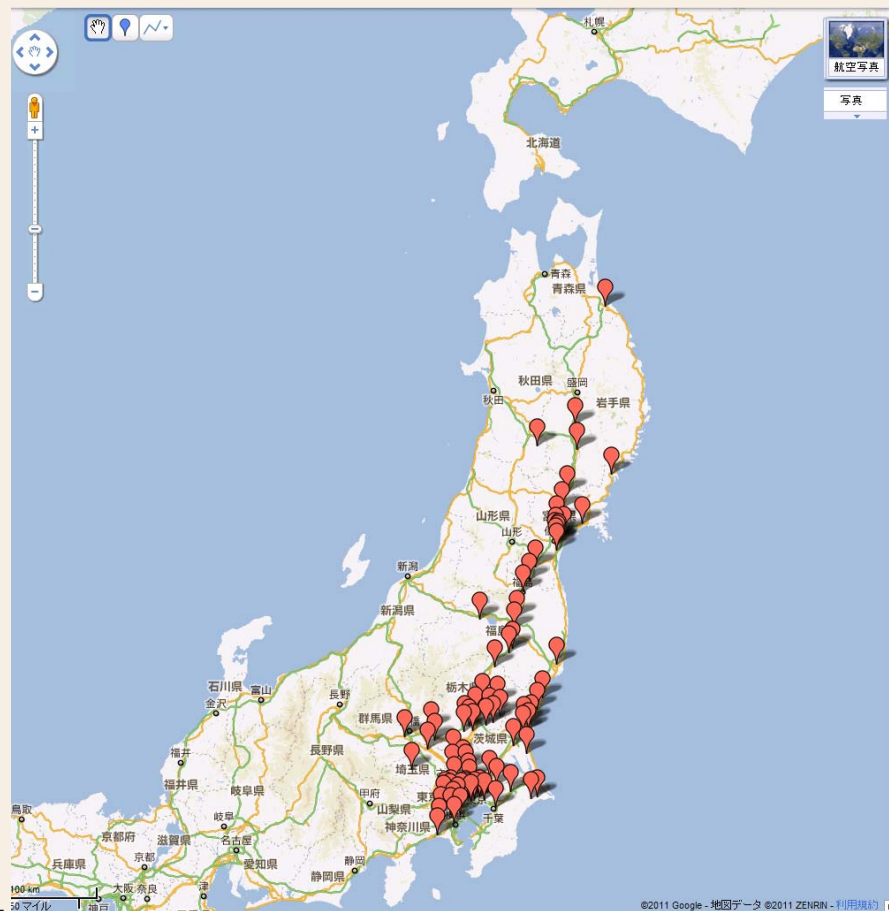 札幌
航空写真
写真
北海道
青森
青森県
秋田県
盛岡
秋田
岩手県
山形県
山形
新潟
新潟県
石川県
富山
金沢
長野
群馬県
茨城県
福井
長野県
埼玉県
福井県
岐阜県
甲府
山梨県
鳥取
岐阜
神奈川県
千葉
京都府
滋賀県
名古屋
兵庫県
京都
愛知県
静岡
静岡県
大阪
奈良
津
神戸
©2011 Google - 地図データ ©2011 ZENRIN - 利用規約